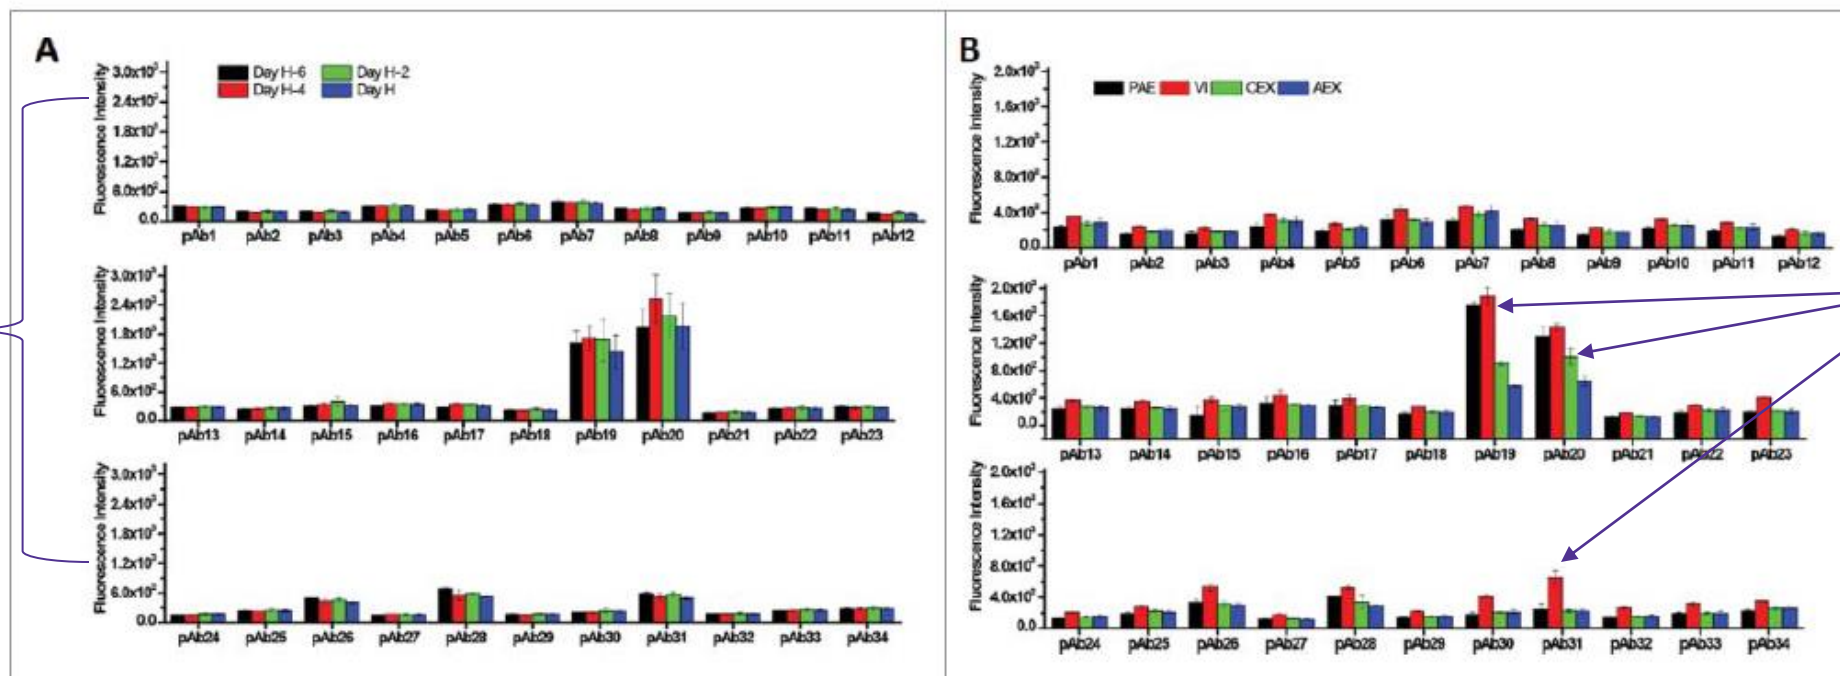 A
Fluorescence Intensity
3.0x10³
2.4x10³
1.8x10³
1.2x10³
6.0x10²
0.0
Day H-6
Day H-2
Day H-4
Day H
pAb1 pAb2 pAb3 pAb4 pAb5 pAb6 pAb7 pAb8 pAb9 pAb10 pAb11 pAb12
Fluorescence Intensity
3.0x10³
2.4x10³
1.8x10³
1.2x10³
6.0x10²
0.0
pAb13 pAb14 pAb15 pAb16 pAb17 pAb18 pAb19 pAb20 pAb21 pAb22 pAb23
Fluorescence Intensity
3.0x10³
2.4x10³
1.8x10³
1.2x10³
6.0x10²
0.0
pAb24 pAb25 pAb26 pAb27 pAb28 pAb29 pAb30 pAb31 pAb32 pAb33 pAb34
B
Fluorescence Intensity
2.0x10³
1.6x10³
1.2x10³
8.0x10²
4.0x10²
0.0
PAE VI CEX AEX
pAb1 pAb2 pAb3 pAb4 pAb5 pAb6 pAb7 pAb8 pAb9 pAb10 pAb11 pAb12
Fluorescence Intensity
2.0x10³
1.6x10³
1.2x10³
8.0x10²
4.0x10²
0.0
pAb13 pAb14 pAb15 pAb16 pAb17 pAb18 pAb19 pAb20 pAb21 pAb22 pAb23
Fluorescence Intensity
2.0x10³
1.6x10³
1.2x10³
8.0x10²
4.0x10²
0.0
pAb24 pAb25 pAb26 pAb27 pAb28 pAb29 pAb30 pAb31 pAb32 pAb33 pAb34